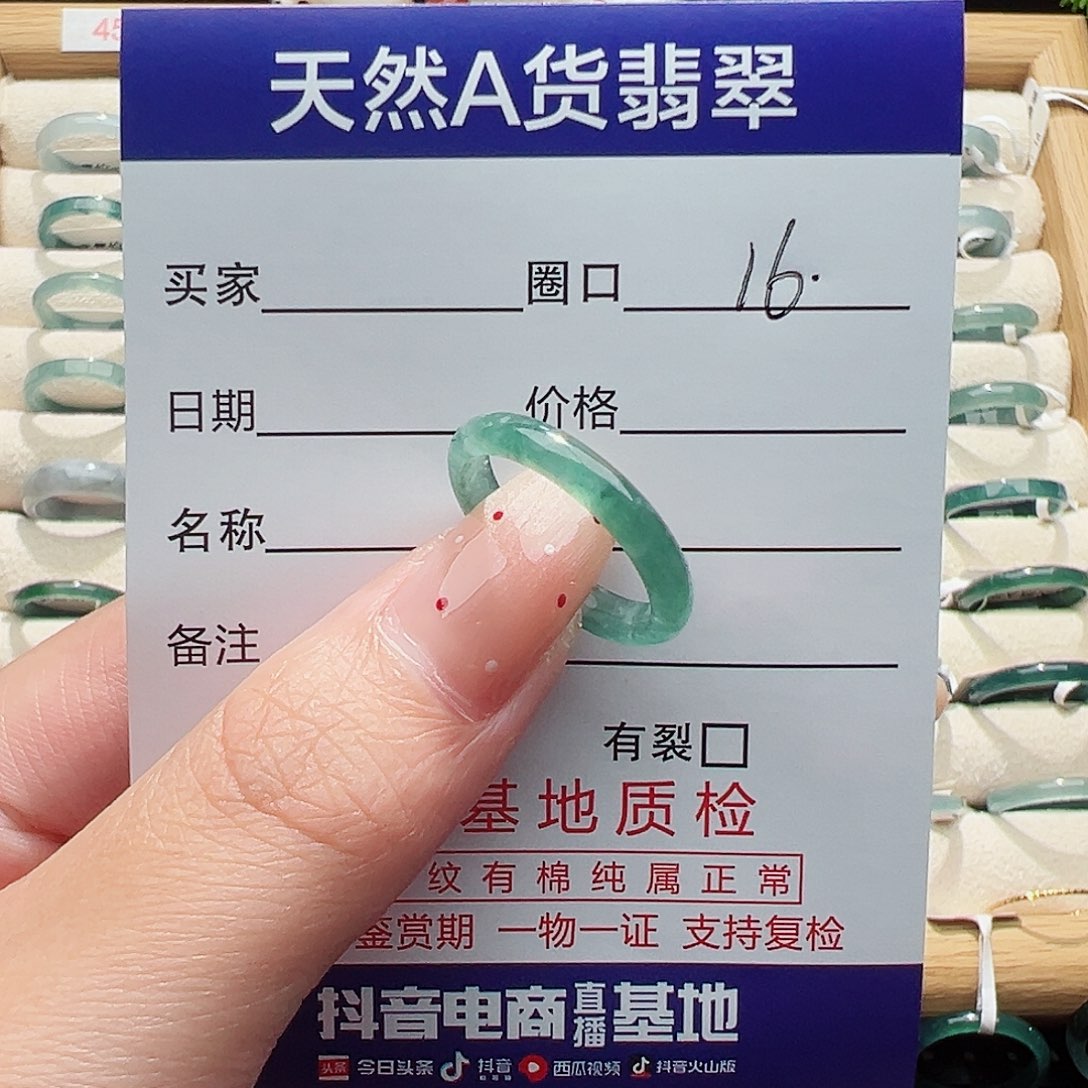 45
天然A货翡翠
买家 圈口 16.
日期 价格
名称
备注
有裂
基地质检
纹有棉纯属正常
鉴赏期 一物一证 支持复检
抖音电商直播基地
头条 今日头条 抖音 西瓜视频 抖音火山版